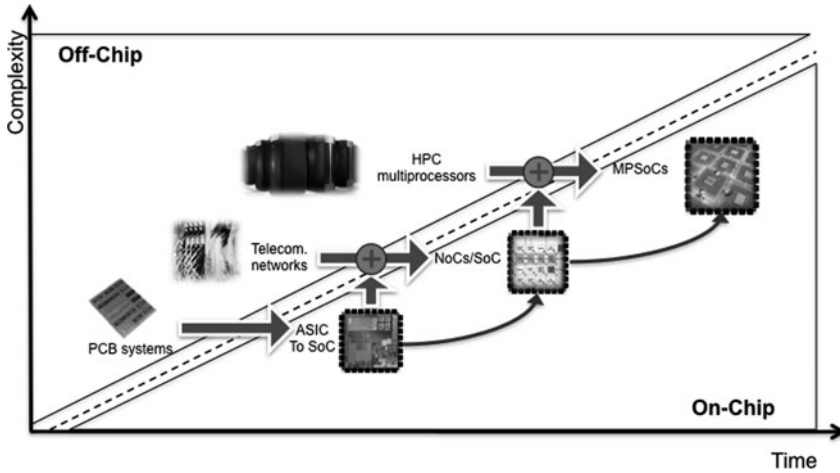 Complexity
Off-Chip
HPC
multiprocessors
MPSoCs
Telecom.
networks
NoCs/SoC
PCB systems
ASIC
To SoC
On-Chip
Time